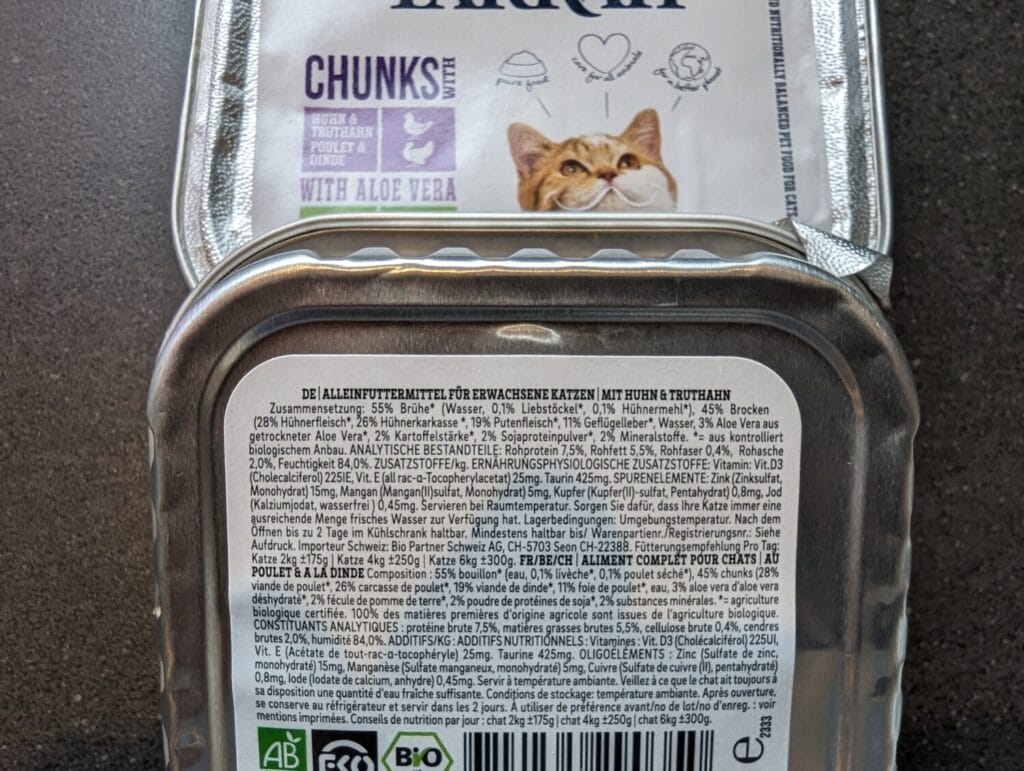 CHUNKS WITH
HUHN &
TRUTHAHN
POULET &
DINDE
WITH ALOE VERA
pure food
care for all animals
for a better planet
D NUTRITIONALLY BALANCED PET FOOD FOR CATS
DE | ALLEINFUTTERMITTEL FÜR ERWACHSENE KATZEN | MIT HUHN & TRUTHAHN
Zusammensetzung: 55% Brühe* (Wasser, 0,1% Liebstöckel*, 0,1% Hühnermehl*), 45% Brocken
(28% Hühnerfleisch*, 26% Hühnerkarkasse *, 19% Putenfleisch*, 11% Geflügelleber*, Wasser, 3% Aloe Vera aus
getrockneter Aloe Vera*, 2% Kartoffelstärke*, 2% Sojaproteinpulver*, 2% Mineralstoffe. *= aus kontrolliert
biologischem Anbau. ANALYTISCHE BESTANDTEILE: Rohprotein 7,5%, Rohfett 5,5%, Rohfaser 0,4%, Rohasche
2,0%, Feuchtigkeit 84,0%. ZUSATZSTOFFE/kg. ERNÄHRUNGSPHYSIOLOGISCHE ZUSATZSTOFFE: Vitamin: Vit.D3
(Cholecalciferol) 225IE, Vit. E (all rac-α-Tocopherylacetat) 25mg. Taurin 425mg. SPURENELEMENTE: Zink (Zinksulfat,
Monohydrat) 15mg, Mangan (Mangan(II)sulfat, Monohydrat) 5mg, Kupfer (Kupfer(II)-sulfat, Pentahydrat) 0,8mg, Jod
(Kalziumjodat, wasserfrei ) 0,45mg. Servieren bei Raumtemperatur. Sorgen Sie dafür, dass Ihre Katze immer eine
ausreichende Menge frisches Wasser zur Verfügung hat. Lagerbedingungen: Umgebungstemperatur. Nach dem
Öffnen bis zu 2 Tage im Kühlschrank haltbar. Mindestens haltbar bis/ Warenpartienr./Registrierungsnr.: Siehe
Aufdruck. Importeur Schweiz: Bio Partner Schweiz AG, CH-5703 Seon CH-22388. Fütterungsempfehlung Pro Tag:
Katze 2kg ±175g | Katze 4kg ±250g | Katze 6kg ±300g. FR/BE/CH | ALIMENT COMPLET POUR CHATS | AU
POULET & A LÀ DINDE Composition : 55% bouillon* (eau, 0,1% livèche*, 0,1% poulet séché*), 45% chunks (28%
viande de poulet*, 26% carcasse de poulet*, 19% viande de dinde*, 11% foie de poulet*, eau, 3% aloe vera d'aloe vera
déshydraté*, 2% fécule de pomme de terre*, 2% poudre de protéines de soja*, 2% substances minérales. *= agriculture
biologique certifiée. 100% des matières premières d'origine agricole sont issues de l'agriculture biologique.
CONSTITUANTS ANALYTIQUES : protéine brute 7,5%, matières grasses brutes 5,5%, cellulose brute 0,4%, cendres
brutes 2,0%, humidité 84,0%. ADDITIFS/KG : ADDITIFS NUTRITIONNELS : Vitamines : Vit. D3 (Cholécalciférol) 225UI,
Vit. E (Acétate de tout-rac-α-tocophéryle) 25mg. Taurine 425mg. OLIGOÉLÉMENTS : Zinc (Sulfate de zinc,
monohydraté) 15mg, Manganèse (Sulfate manganeux, monohydraté) 5mg, Cuivre (Sulfate de cuivre (II), pentahydraté)
0,8mg, Iode (Iodate de calcium, anhydre) 0,45mg. Servir à température ambiante. Veillez à ce que le chat ait toujours à
sa disposition une quantité d'eau fraîche suffisante. Conditions de stockage: température ambiante. Après ouverture,
se conserve au réfrigérateur et servir dans les 2 jours. À utiliser de préférence avant/no de lot/no d'enreg. : voir
mentions imprimées. Conseils de nutrition par jour : chat 2kg ±175g | chat 4kg ±250g | chat 6kg ±300g.
AB
EKO
BiO
e 2333